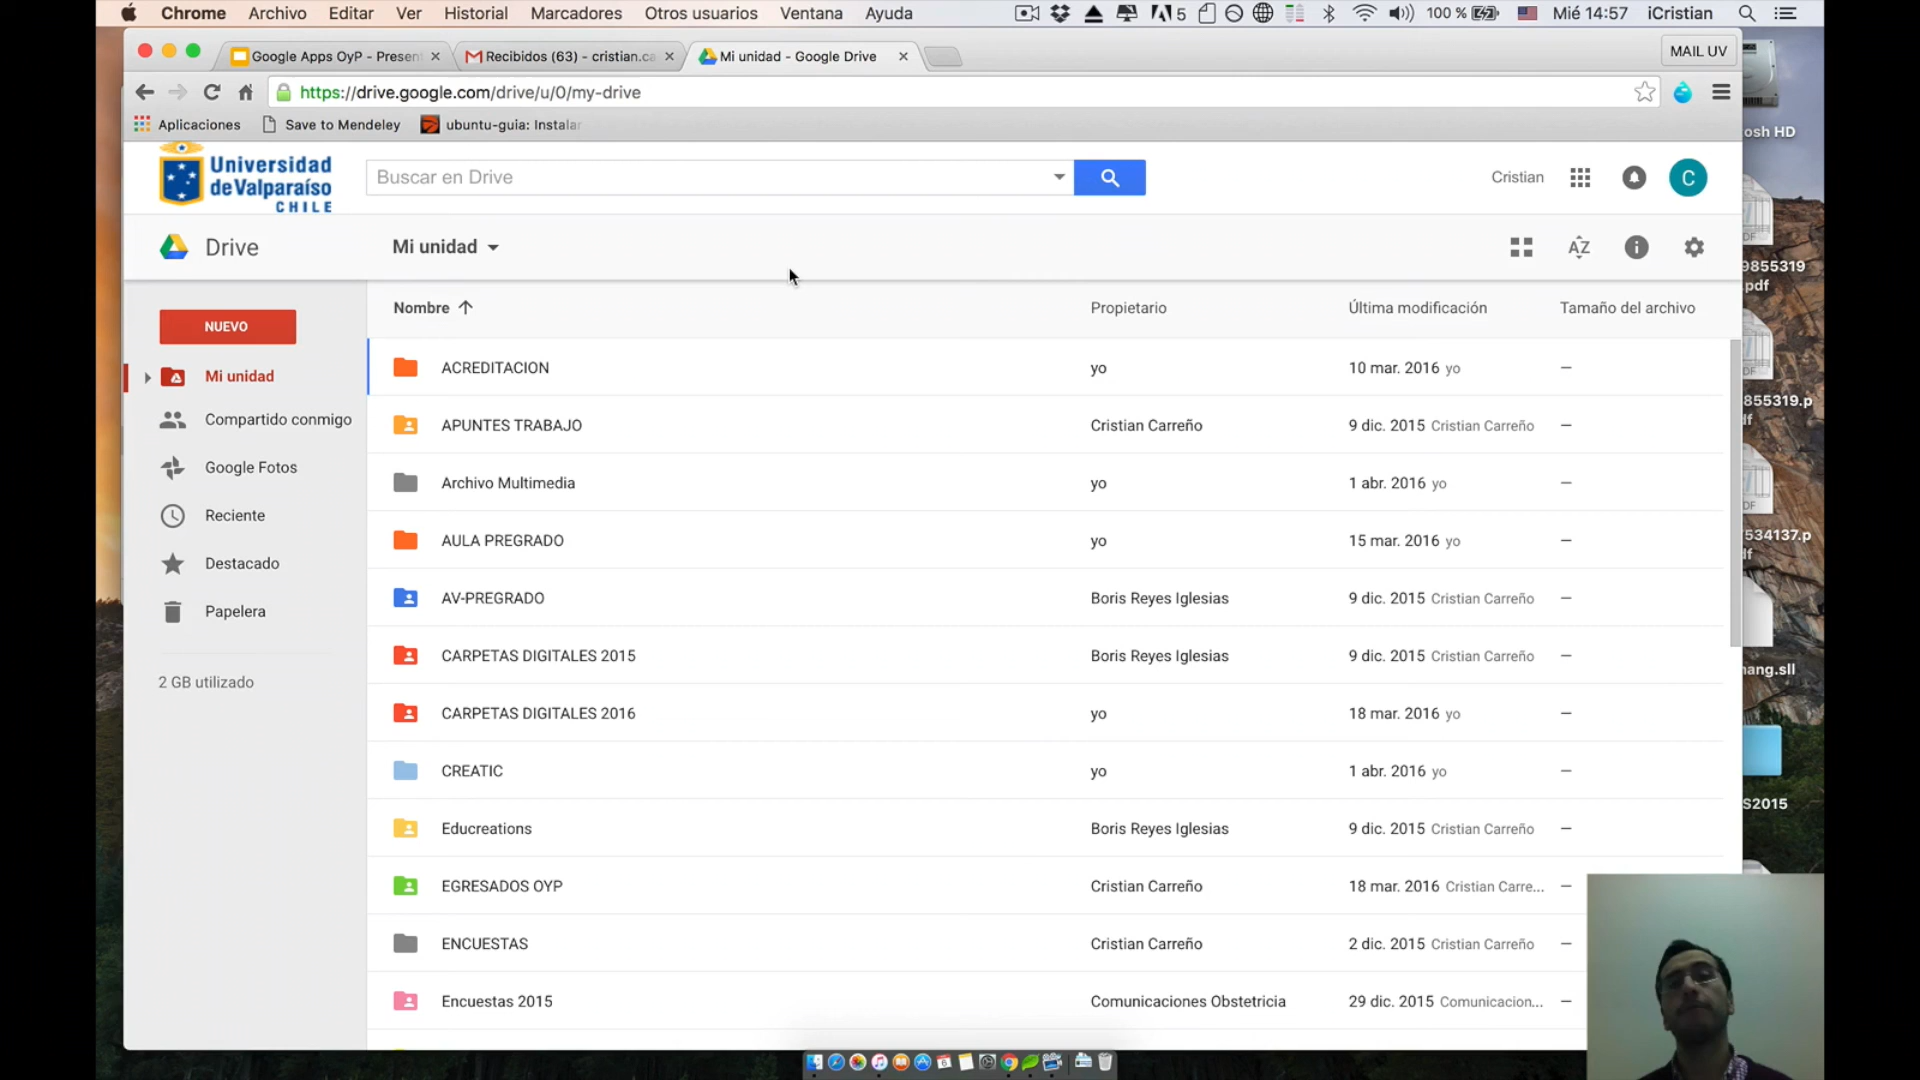 Chrome Archivo Editar Ver Historial Marcadores Otros usuarios Ventana Ayuda 5 100 % Mié 14:57 iCristian
Google Apps OyP - Present Recibidos (63) - cristian.ca Mi unidad - Google Drive MAIL UV
https://drive.google.com/drive/u/0/my-drive
Aplicaciones Save to Mendeley ubuntu-guia: Instalar
osh HD
Universidad
de Valparaíso
CHILE
Buscar en Drive
Cristian
C
Drive
Mi unidad
AZ
9855319
.pdf
NUEVO
Mi unidad
Compartido conmigo
Google Fotos
Reciente
Destacado
Papelera
2 GB utilizado
Nombre Propietario Última modificación Tamaño del archivo
ACREDITACION yo 10 mar. 2016 yo —
APUNTES TRABAJO Cristian Carreño 9 dic. 2015 Cristian Carreño —
Archivo Multimedia yo 1 abr. 2016 yo —
AULA PREGRADO yo 15 mar. 2016 yo —
AV-PREGRADO Boris Reyes Iglesias 9 dic. 2015 Cristian Carreño —
CARPETAS DIGITALES 2015 Boris Reyes Iglesias 9 dic. 2015 Cristian Carreño —
CARPETAS DIGITALES 2016 yo 18 mar. 2016 yo —
CREATIC yo 1 abr. 2016 yo —
Educreations Boris Reyes Iglesias 9 dic. 2015 Cristian Carreño —
EGRESADOS OYP Cristian Carreño 18 mar. 2016 Cristian Carre... —
ENCUESTAS Cristian Carreño 2 dic. 2015 Cristian Carreño —
Encuestas 2015 Comunicaciones Obstetricia 29 dic. 2015 Comunicacion... —
855319.p
df
534137.p
df
hang.sll
S2015